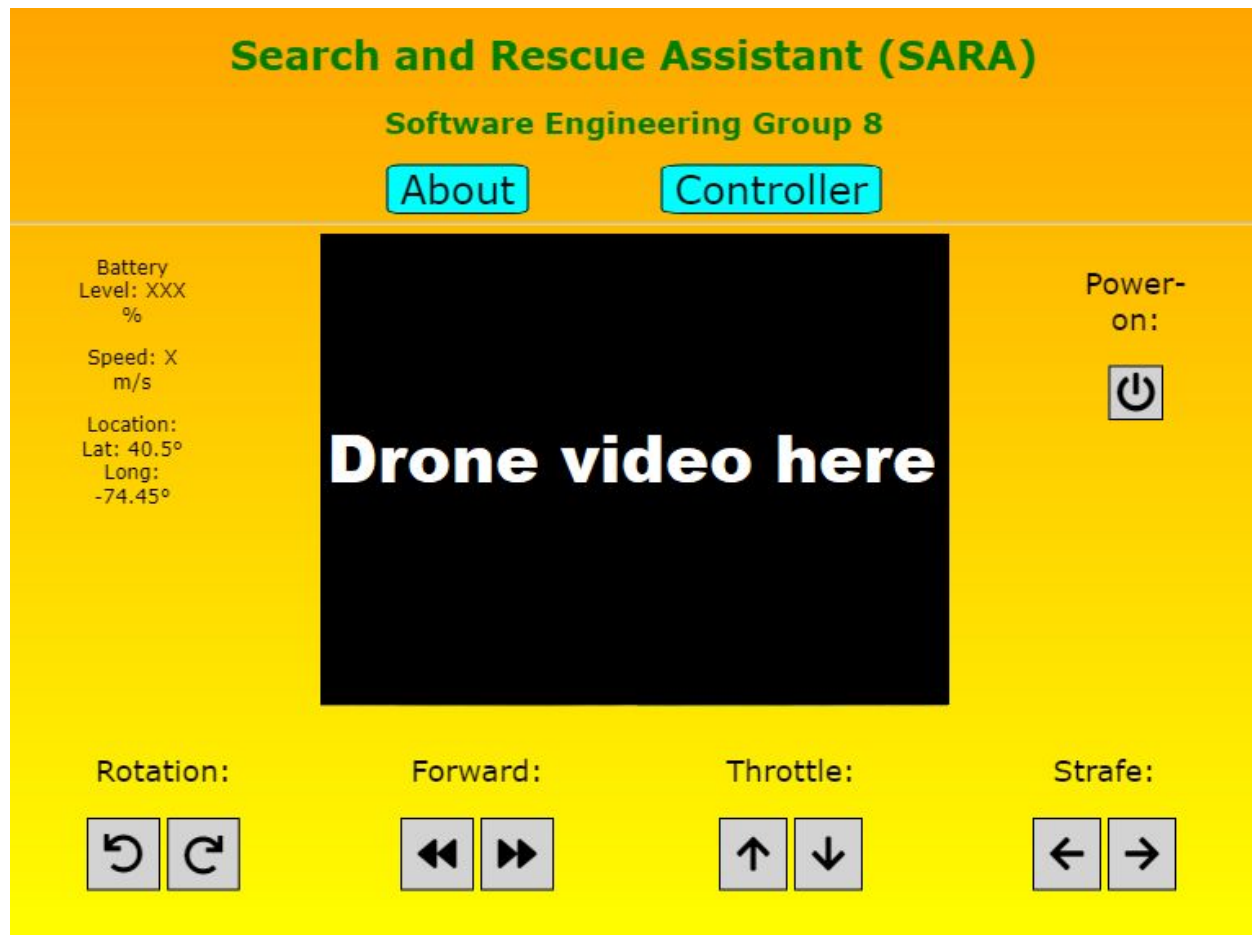 Search and Rescue Assistant (SARA)
Software Engineering Group 8
About
Controller
Battery
Level: XXX
%
Speed: X
m/s
Location:
Lat: 40.5°
Long:
-74.45°
Drone video here
Power-
on:
Rotation:
Forward:
Throttle:
Strafe: